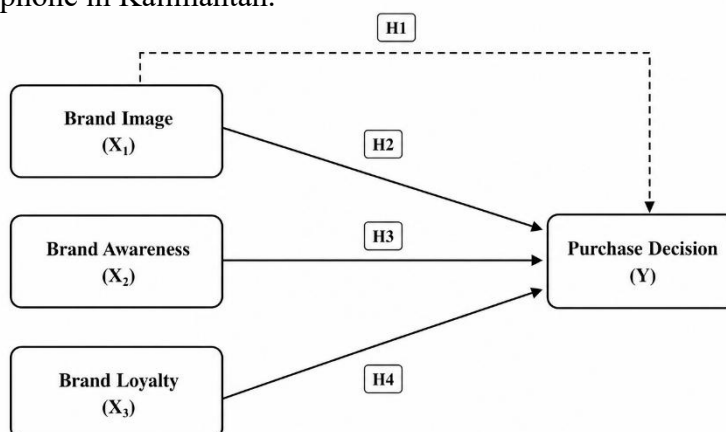 phone in Kalimantan.
H1
Brand Image
(X₁)
H2
Brand Awareness
(X₂)
H3
Purchase Decision
(Y)
Brand Loyalty
(X₃)
H4